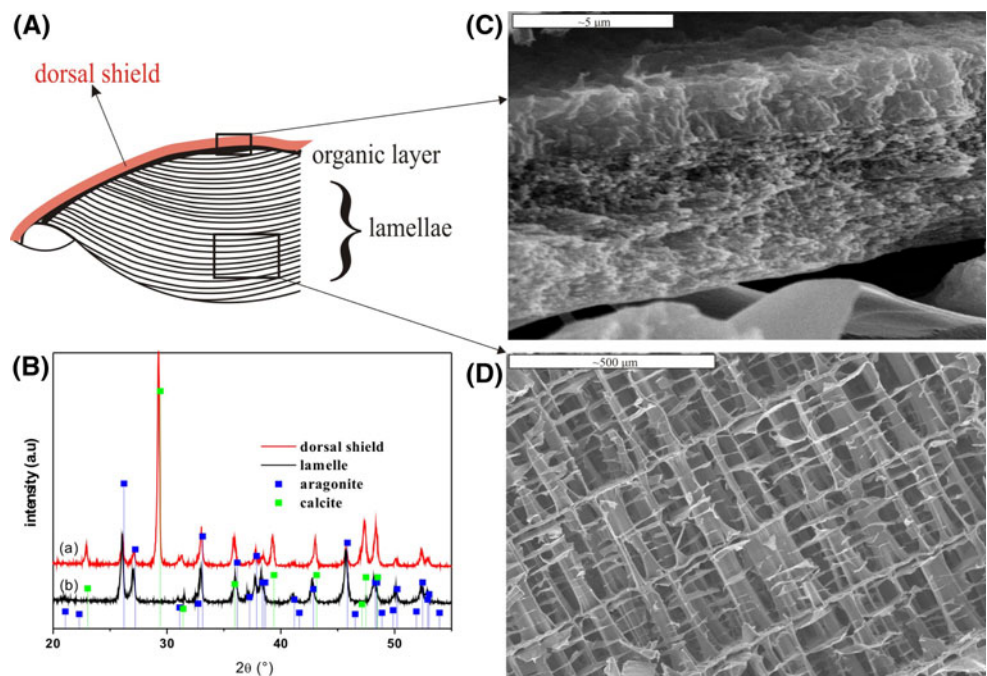 (A)
dorsal shield
organic layer
lamellae
(C)
~5 μm
(B)
intensity (a.u)
dorsal shield
lamelle
aragonite
calcite
(a)
(b)
20 30 40 50
2θ (°)
(D)
~500 μm